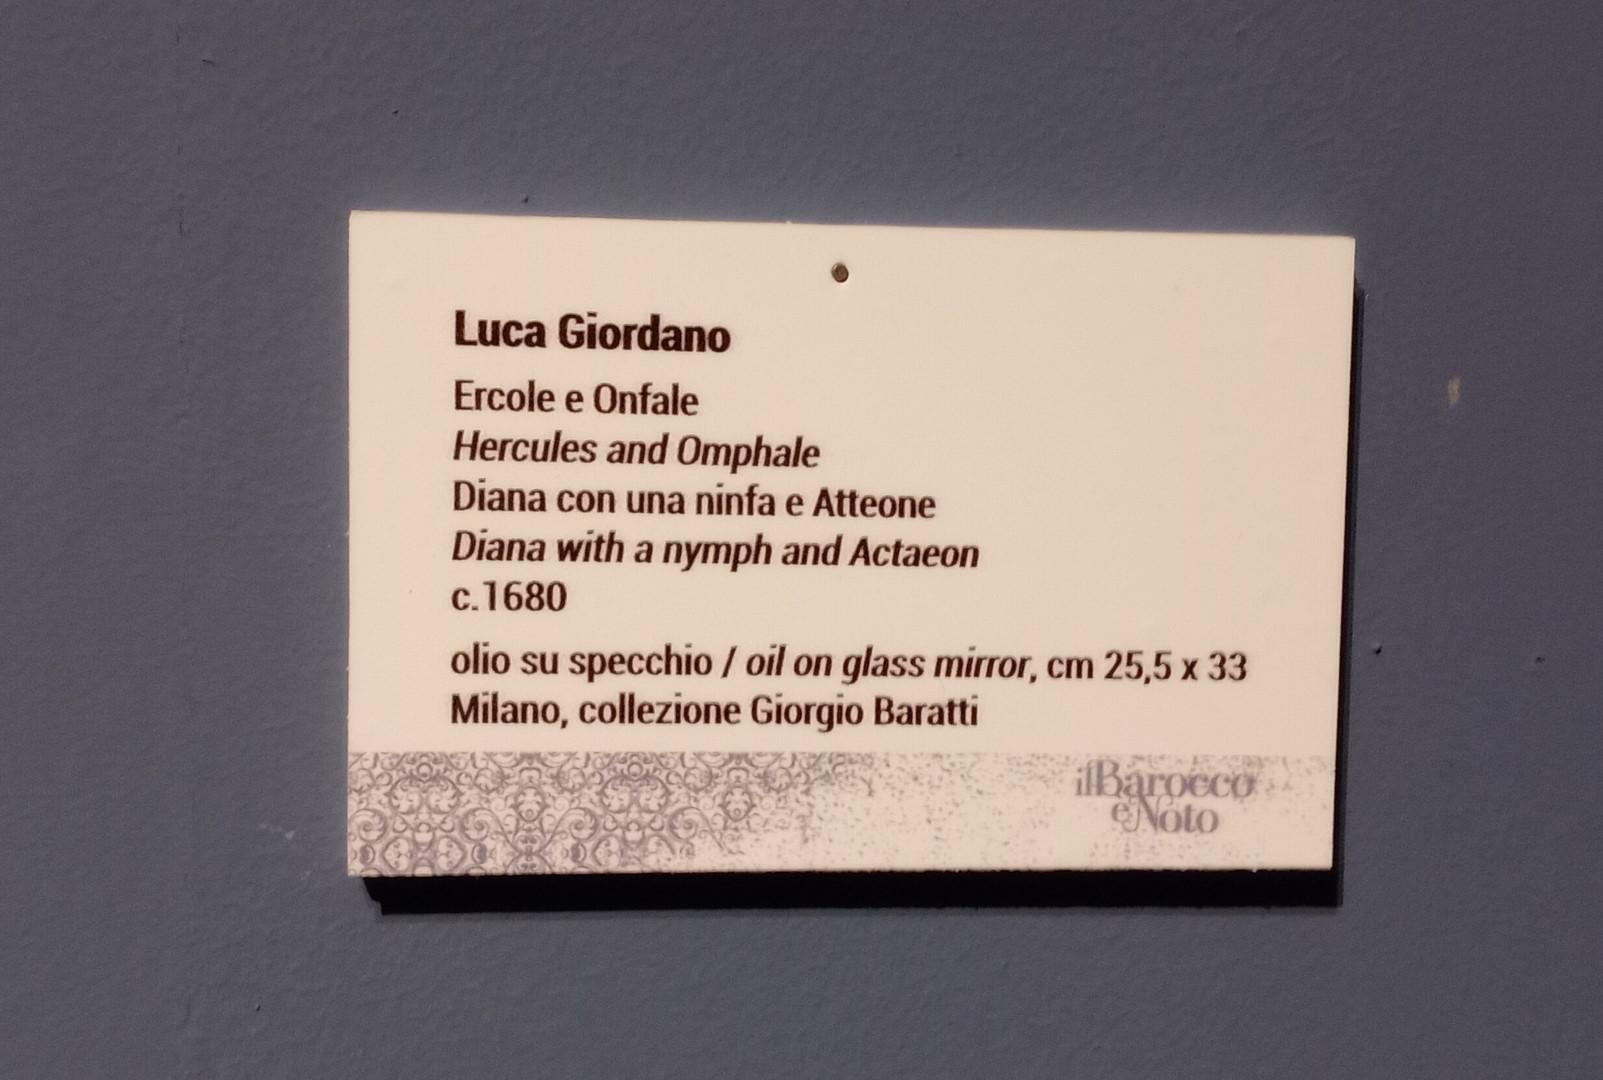 Luca Giordano
Ercole e Onfale
Hercules and Omphale
Diana con una ninfa e Atteone
Diana with a nymph and Actaeon
c.1680
olio su specchio / oil on glass mirror, cm 25,5 x 33
Milano, collezione Giorgio Baratti
il Barocco
e Noto